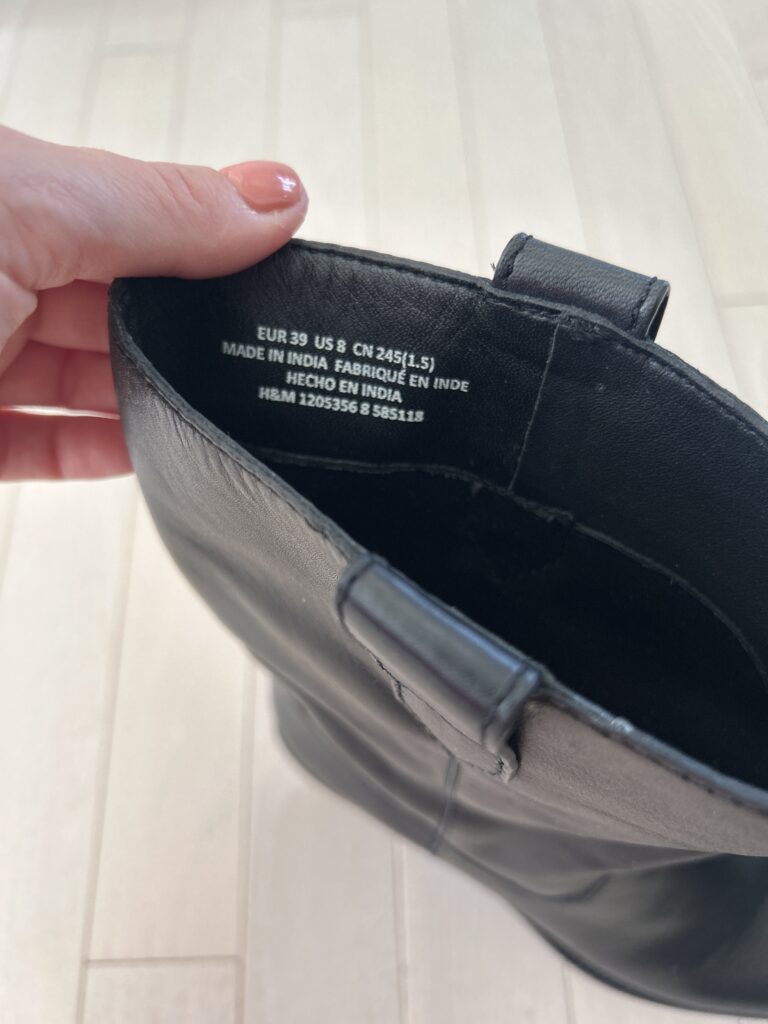 EUR 39 US 8 CN 245(1.5)
MADE IN INDIA FABRIQUÉ EN INDE
HECHO EN INDIA
H&M 1205356 8 585118